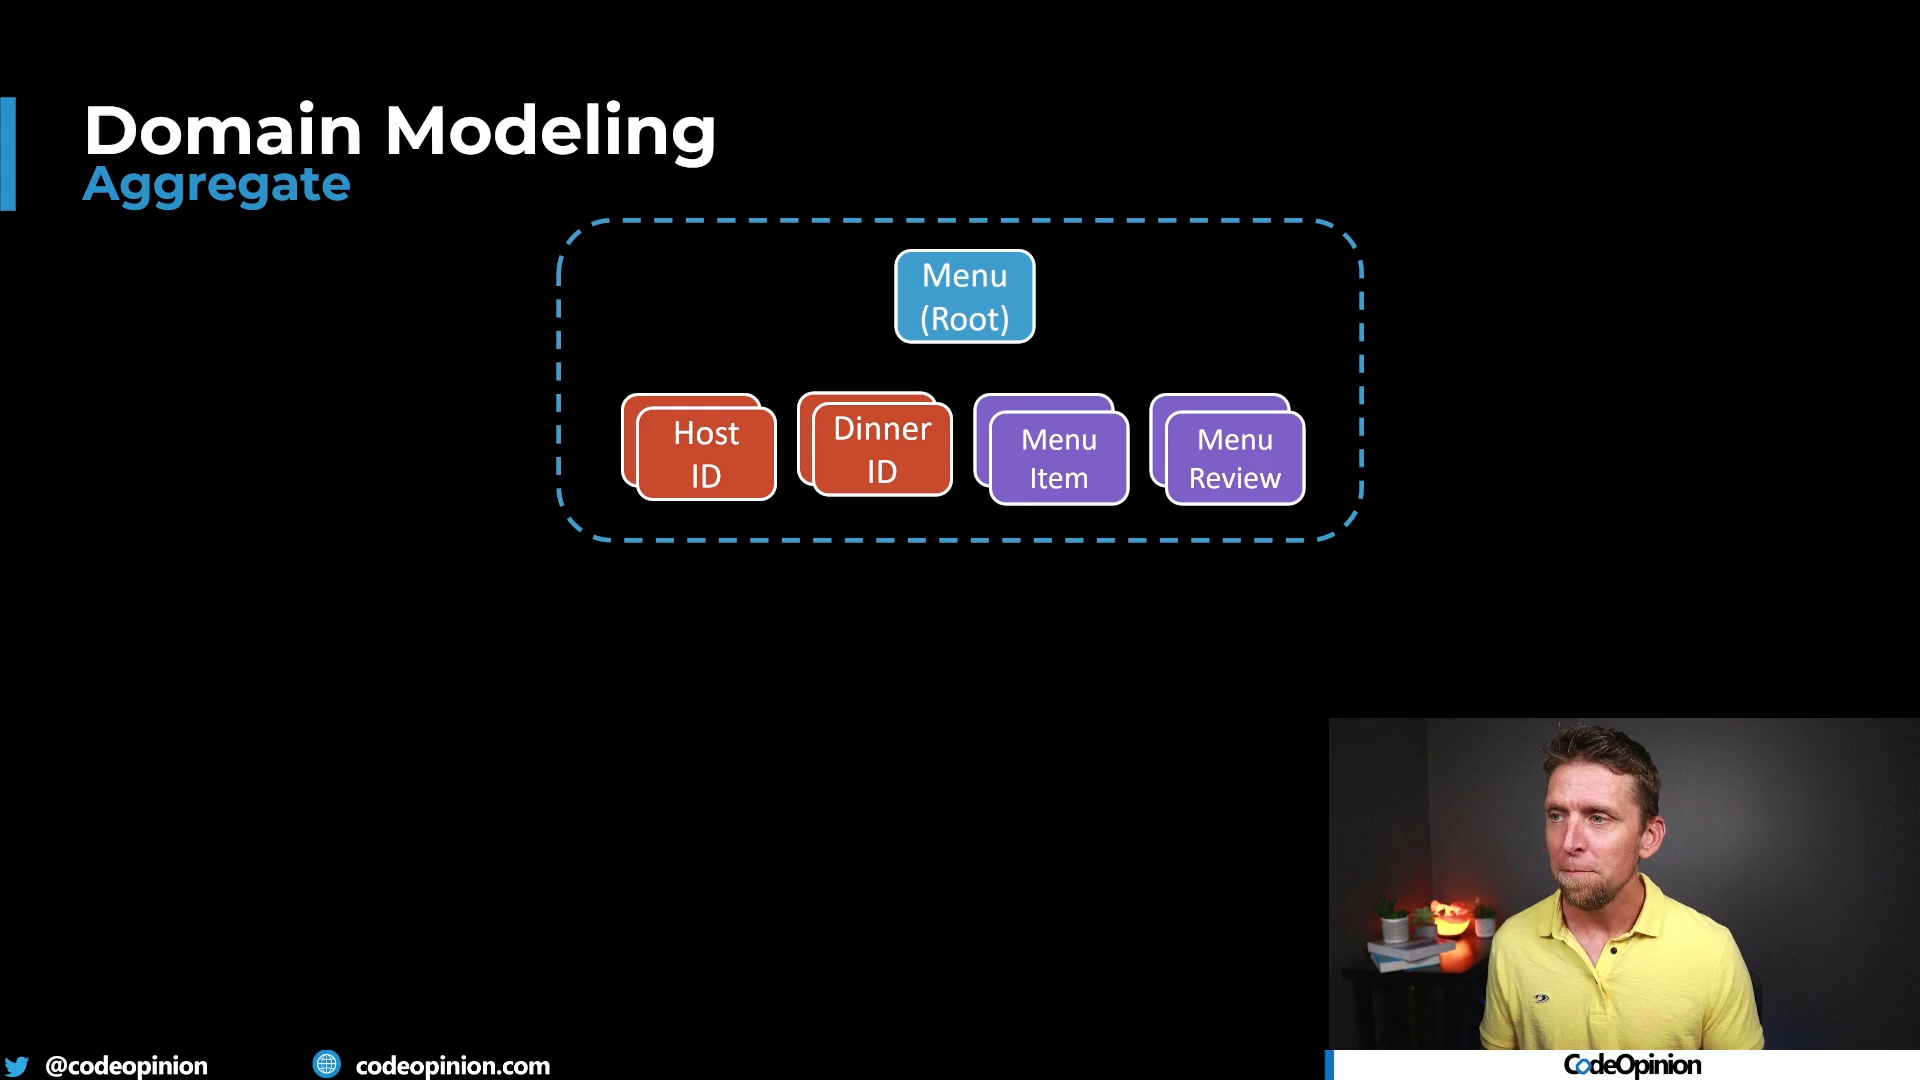 Domain Modeling
Aggregate
Menu
(Root)
Host
ID
Dinner
ID
Menu
Item
Menu
Review
@codeopinion
codeopinion.com
CodeOpinion